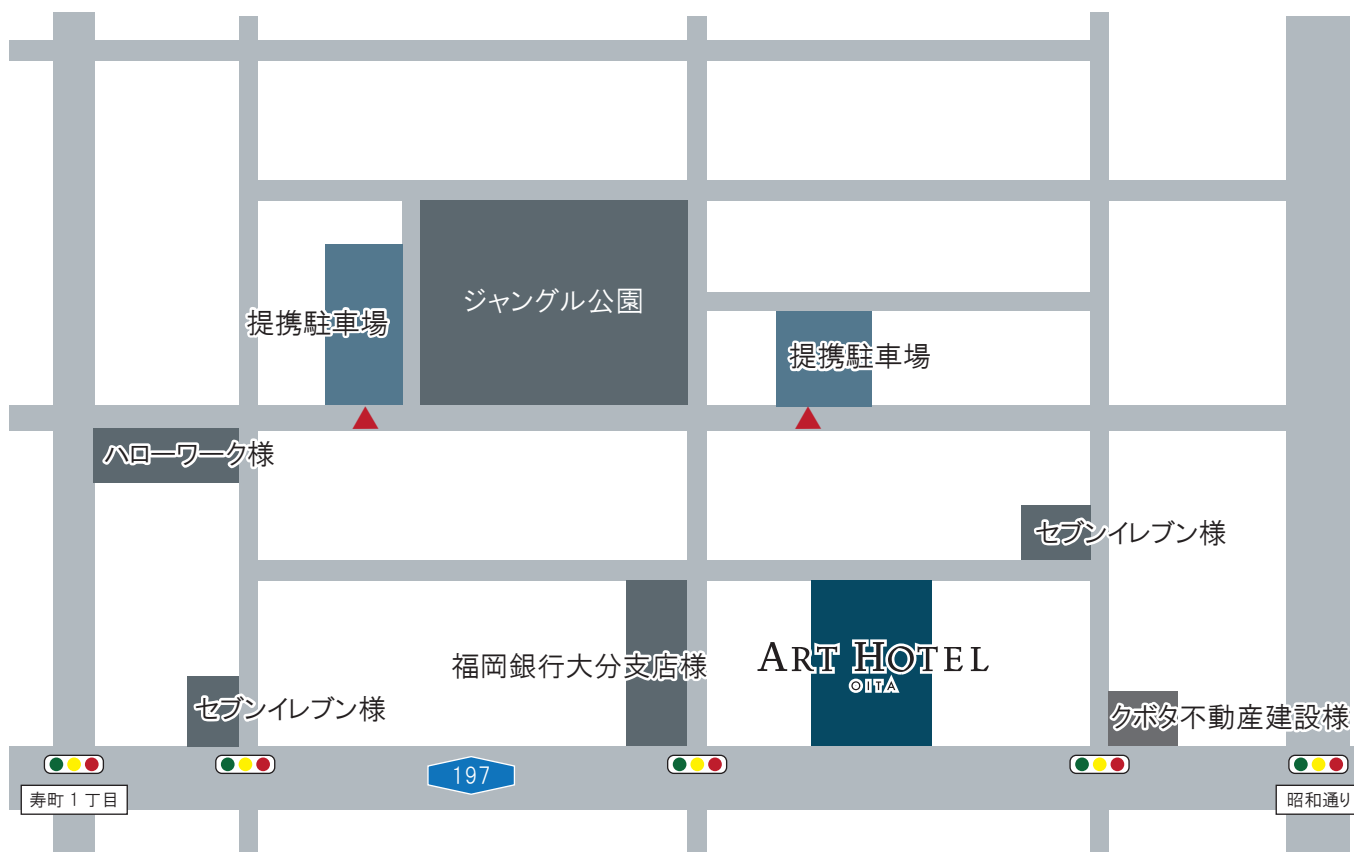 ジャングル公園
提携駐車場
提携駐車場
ハローワーク様
セブンイレブン様
福岡銀行大分支店様
ART HOTEL
OITA
セブンイレブン様
クボタ不動産建設様
197
寿町1丁目
昭和通り